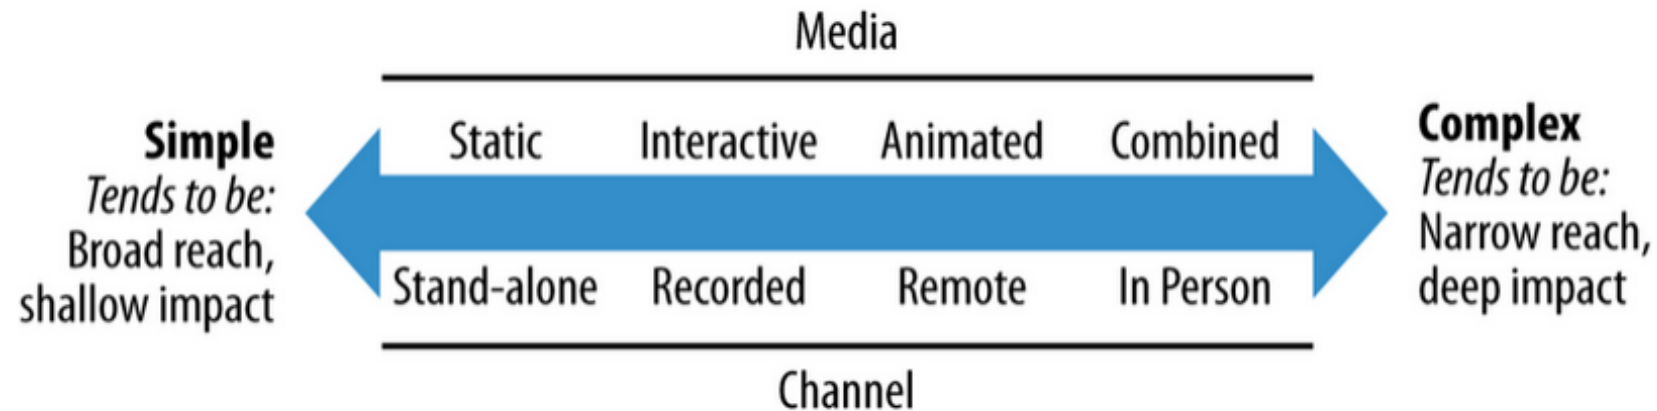 Media
Simple
Tends to be:
Broad reach,
shallow impact
Static Interactive Animated Combined
Stand-alone Recorded Remote In Person
Complex
Tends to be:
Narrow reach,
deep impact
Channel